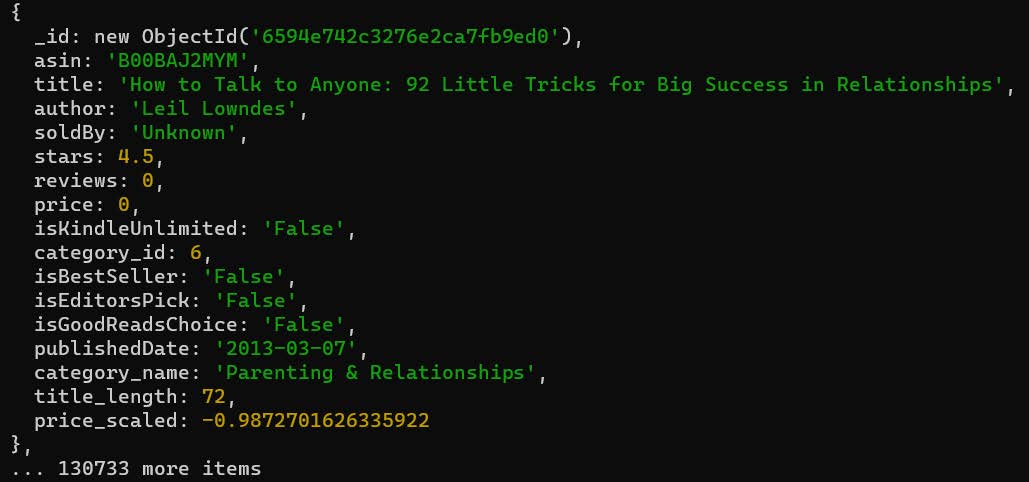 {
  _id: new ObjectId('6594e742c3276e2ca7fb9ed0'),
  asin: 'B00BAJ2MYM',
  title: 'How to Talk to Anyone: 92 Little Tricks for Big Success in Relationships',
  author: 'Leil Lowndes',
  soldBy: 'Unknown',
  stars: 4.5,
  reviews: 0,
  price: 0,
  isKindleUnlimited: 'False',
  category_id: 6,
  isBestSeller: 'False',
  isEditorsPick: 'False',
  isGoodReadsChoice: 'False',
  publishedDate: '2013-03-07',
  category_name: 'Parenting & Relationships',
  title_length: 72,
  price_scaled: -0.9872701626335922
},
... 130733 more items